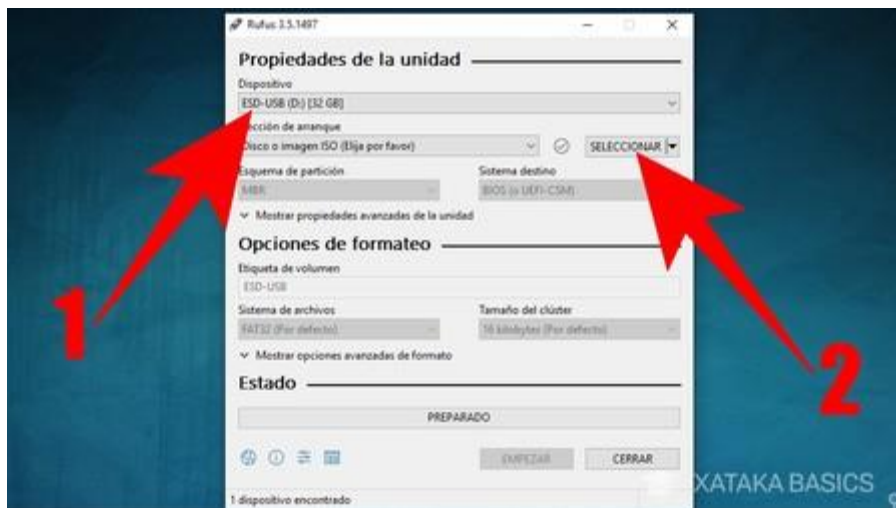 Rufus 3.5.1497
Propiedades de la unidad
Dispositivo
ESD-USB (D:) [32 GB]
ección de arranque
Disco o imagen ISO (Elija por favor)
SELECCIONAR
Esquema de partición Sistema destino
MBR BIOS (o UEFI-CSM)
Mostrar propiedades avanzadas de la unidad
Opciones de formateo
Etiqueta de volumen
ESD-USB
Sistema de archivos Tamaño del clúster
FAT32 (Por defecto) 16 kilobytes (Por defecto)
Mostrar opciones avanzadas de formato
Estado
PREPARADO
EMPEZAR CERRAR
1 dispositivo encontrado
1
2
XATAKA BASICS